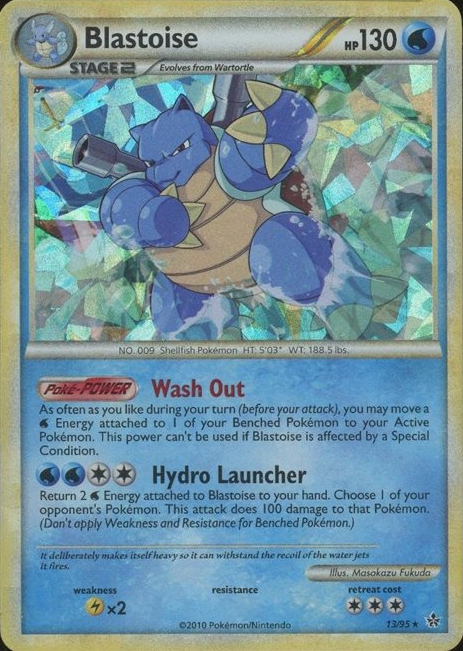 Blastoise HP 130
STAGE 2 Evolves from Wartortle
NO. 009 Shellfish Pokémon HT: 5'03" WT: 188.5 lbs.
Poké-POWER Wash Out
As often as you like during your turn (before your attack), you may move a
Energy attached to 1 of your Benched Pokémon to your Active
Pokémon. This power can't be used if Blastoise is affected by a Special
Condition.
Hydro Launcher
Return 2 Energy attached to Blastoise to your hand. Choose 1 of your
opponent's Pokémon. This attack does 100 damage to that Pokémon.
(Don't apply Weakness and Resistance for Benched Pokémon.)
It deliberately makes itself heavy so it can withstand the recoil of the water jets
it fires.
Illus. Masokazu Fukuda
weakness resistance retreat cost
×2
©2010 Pokémon/Nintendo 13/95 ★